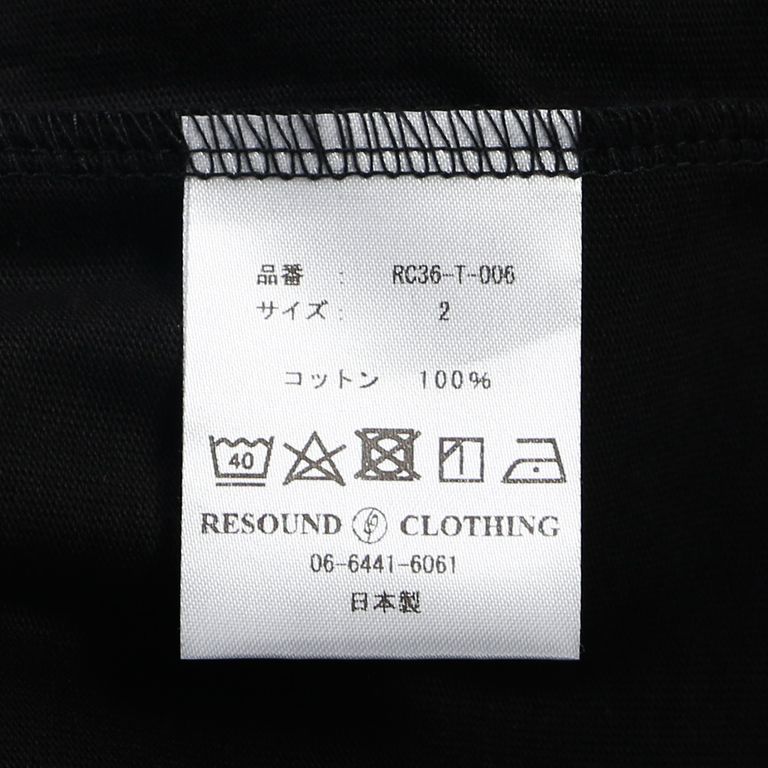 品番 : RC36-T-006
サイズ : 2
コットン 100%
40
RESOUND CLOTHING
06-6441-6061
日本製